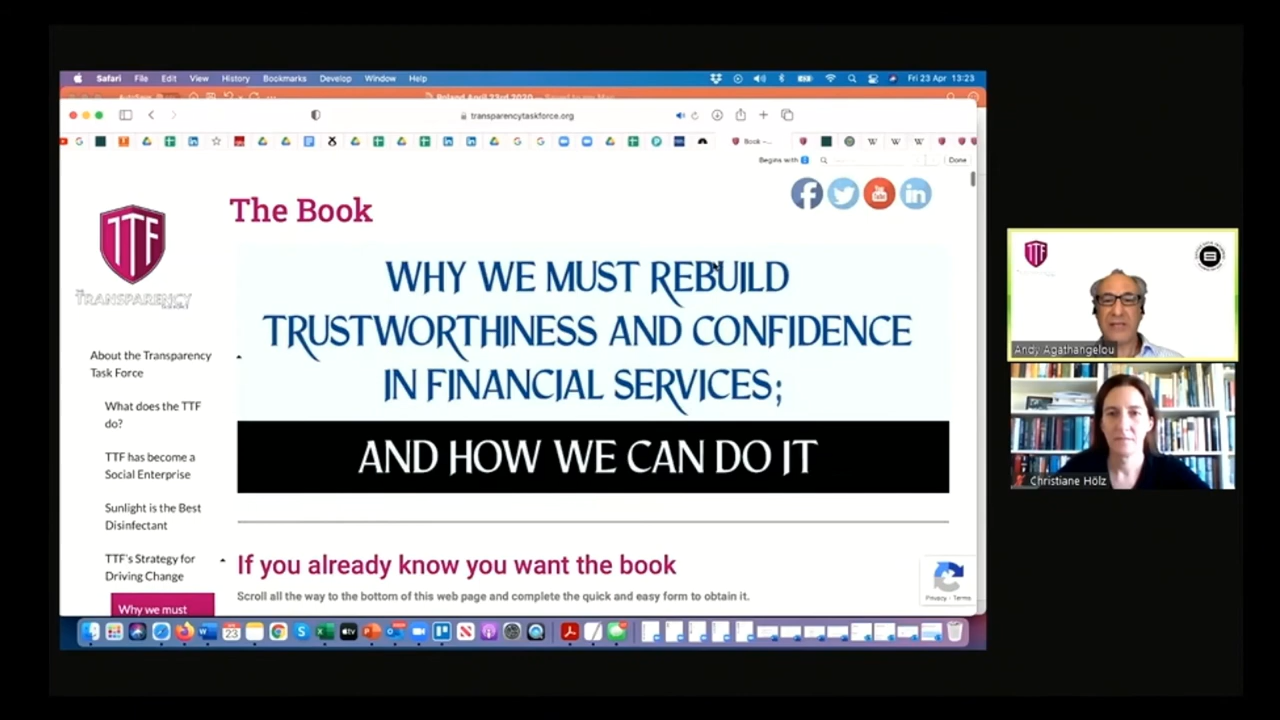 Safari File Edit View History Bookmarks Develop Window Help Fri 23 Apr 13:23
transparencytaskforce.org
Book –...
Begins with
Done
TTF
THE
TRANSPARENCY
The Book
WHY WE MUST REBUILD
TRUSTWORTHINESS AND CONFIDENCE
IN FINANCIAL SERVICES;
AND HOW WE CAN DO IT
About the Transparency
Task Force
What does the TTF
do?
TTF has become a
Social Enterprise
Sunlight is the Best
Disinfectant
TTF's Strategy for
Driving Change
Why we must
If you already know you want the book
Scroll all the way to the bottom of this web page and complete the quick and easy form to obtain it.
Privacy - Terms
TTF
Andy Agathangelou
Christiane Hölz